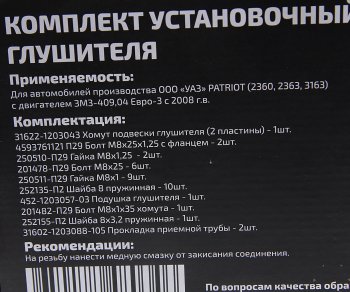 КОМПЛЕКТ УСТАНОВОЧНЫЙ
ГЛУШИТЕЛЯ
Применяемость:
Для автомобилей производства ООО «УАЗ» PATRIOT (2360, 2363, 3163)
с двигателем ЗМЗ-409,04 Евро-3 с 2008 г.в.
Комплектация:
31622-1203043 Хомут подвески глушителя (2 пластины) - 1шт.
4593761121 П29 Болт М8х25х1,25 с фланцем - 2шт.
250510-П29 Гайка М8х1,25 - 2шт.
201478-П29 Болт М8х25 - 6шт.
250511-П29 Гайка М8х1 - 9шт.
252135-П2 Шайба 8 пружинная - 10шт.
452-1203057-03 Подушка глушителя - 1шт.
201482-П29 Болт М8х1х35 хомута - 1шт.
252155-П2 Шайба 8х3,2 пружинная - 1шт.
31602-1203088-105 Прокладка приемной трубы - 2шт.
Рекомендации:
На резьбу нанести медную смазку от закисания соединения.
По вопросам качества обра